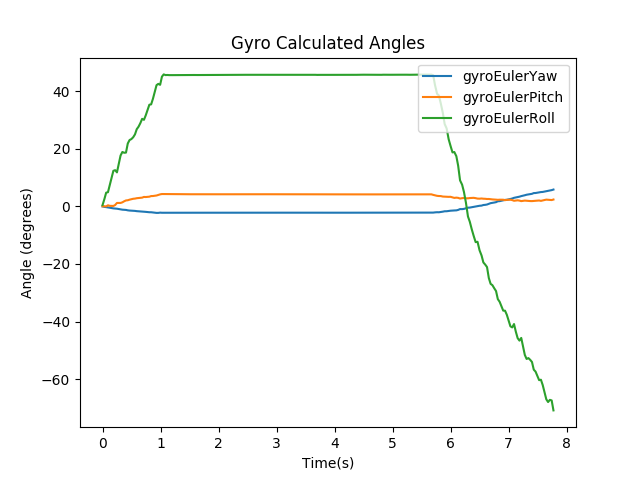 Gyro Calculated Angles
gyroEulerYaw
gyroEulerPitch
gyroEulerRoll
40
20
0
−20
−40
−60
Angle (degrees)
0 1 2 3 4 5 6 7 8
Time(s)